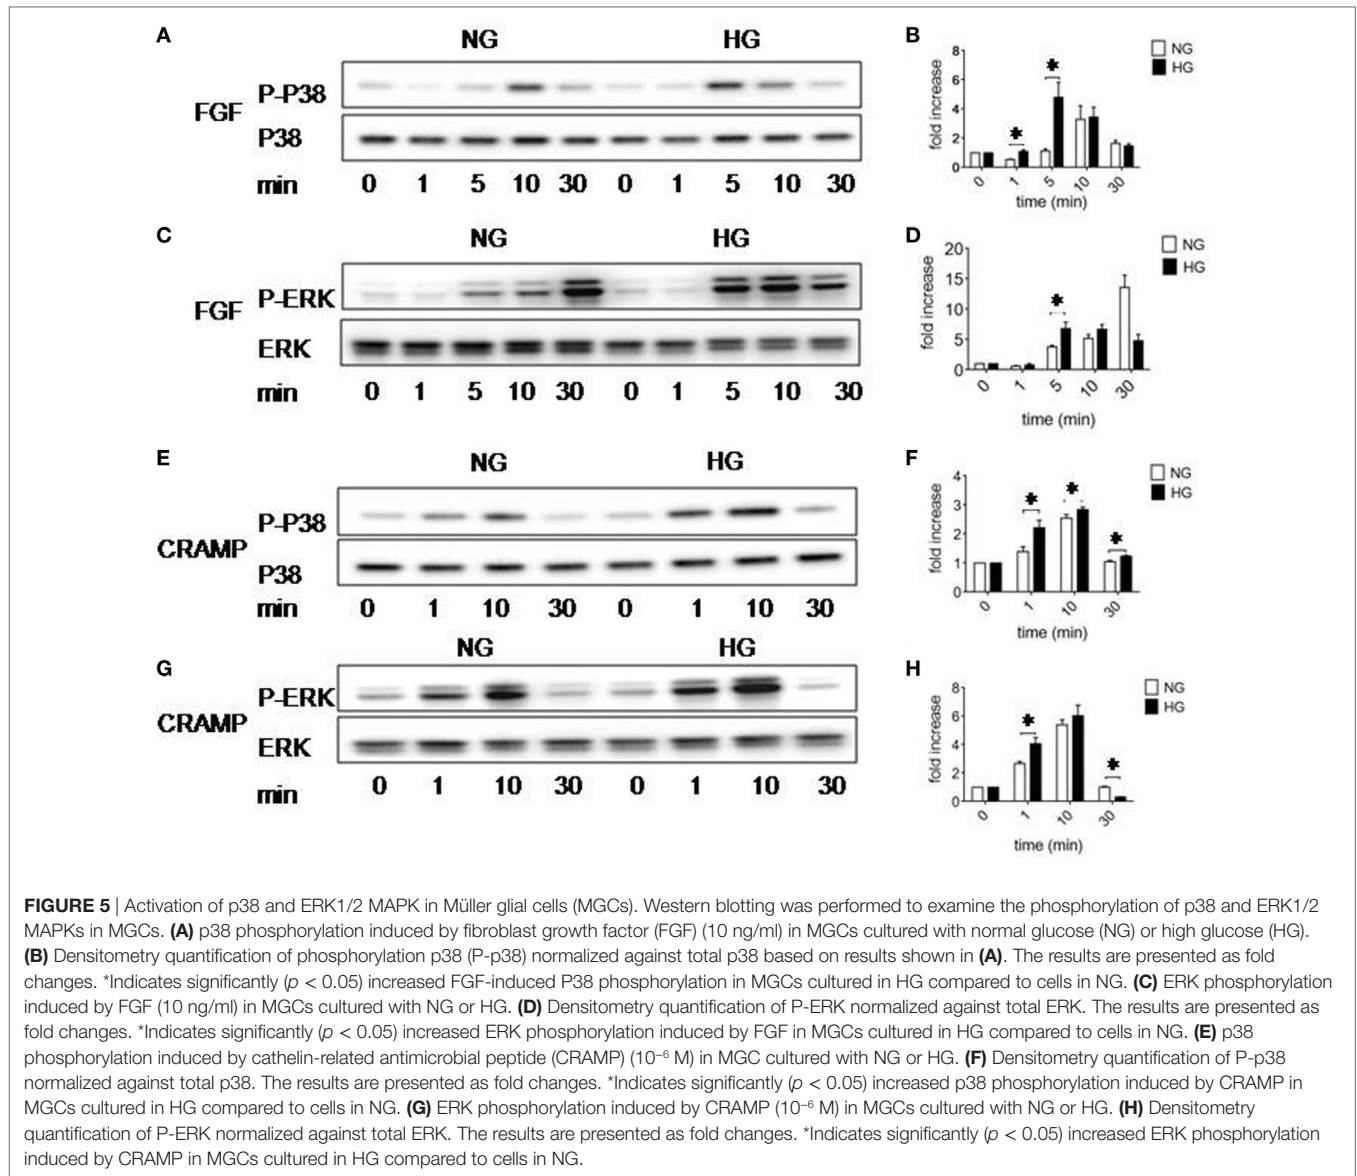 A
NG HG
FGF
P-P38
P38
min 0 1 5 10 30 0 1 5 10 30
B
fold increase
8
6
4
2
0
0 1 5 10 30
time (min)
NG
HG
* *
C
NG HG
FGF
P-ERK
ERK
min 0 1 5 10 30 0 1 5 10 30
D
fold increase
20
15
10
5
0
0 1 5 10 30
time (min)
NG
HG
*
E
NG HG
CRAMP
P-P38
P38
min 0 1 10 30 0 1 10 30
F
fold increase
4
3
2
1
0
0 1 10 30
time (min)
NG
HG
* * *
G
NG HG
CRAMP
P-ERK
ERK
min 0 1 10 30 0 1 10 30
H
fold increase
8
6
4
2
0
0 1 10 30
time (min)
NG
HG
* *
FIGURE 5 | Activation of p38 and ERK1/2 MAPK in Müller glial cells (MGCs). Western blotting was performed to examine the phosphorylation of p38 and ERK1/2
MAPKs in MGCs. (A) p38 phosphorylation induced by fibroblast growth factor (FGF) (10 ng/ml) in MGCs cultured with normal glucose (NG) or high glucose (HG).
(B) Densitometry quantification of phosphorylation p38 (P-p38) normalized against total p38 based on results shown in (A). The results are presented as fold
changes. *Indicates significantly (p < 0.05) increased FGF-induced P38 phosphorylation in MGCs cultured in HG compared to cells in NG. (C) ERK phosphorylation
induced by FGF (10 ng/ml) in MGCs cultured with NG or HG. (D) Densitometry quantification of P-ERK normalized against total ERK. The results are presented as
fold changes. *Indicates significantly (p < 0.05) increased ERK phosphorylation induced by FGF in MGCs cultured in HG compared to cells in NG. (E) p38
phosphorylation induced by cathelin-related antimicrobial peptide (CRAMP) (10⁻⁶ M) in MGC cultured with NG or HG. (F) Densitometry quantification of P-p38
normalized against total p38. The results are presented as fold changes. *Indicates significantly (p < 0.05) increased p38 phosphorylation induced by CRAMP in
MGCs cultured in HG compared to cells in NG. (G) ERK phosphorylation induced by CRAMP (10⁻⁶ M) in MGCs cultured with NG or HG. (H) Densitometry
quantification of P-ERK normalized against total ERK. The results are presented as fold changes. *Indicates significantly (p < 0.05) increased ERK phosphorylation
induced by CRAMP in MGCs cultured in HG compared to cells in NG.